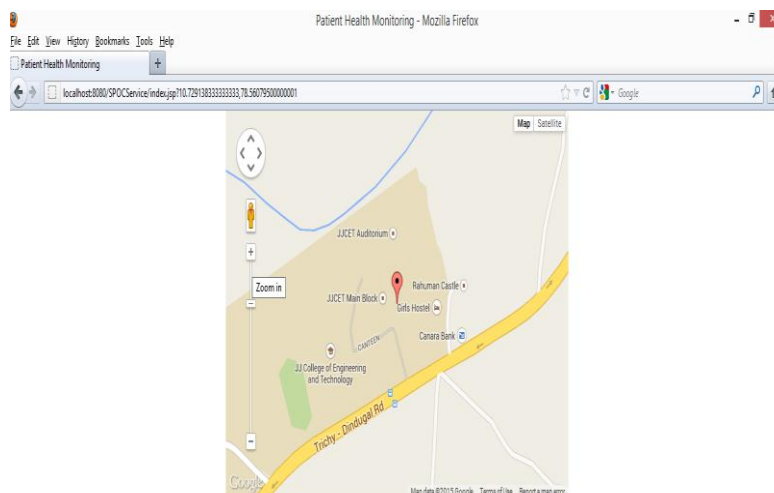 Patient Health Monitoring - Mozilla Firefox
File Edit View History Bookmarks Tools Help
Patient Health Monitoring
localhost:8080/SPOCService/index.jsp?10.729138333333333,78.56079500000001
Google
Map Satellite
JJCET Auditorium
Zoom in
JJCET Main Block
Rahuman Castle
Girls Hostel
Canara Bank
CANTEEN
JJ College of Engineering
and Technology
Trichy - Dindugal Rd
Google
Map data ©2015 Google Terms of Use Report a map error